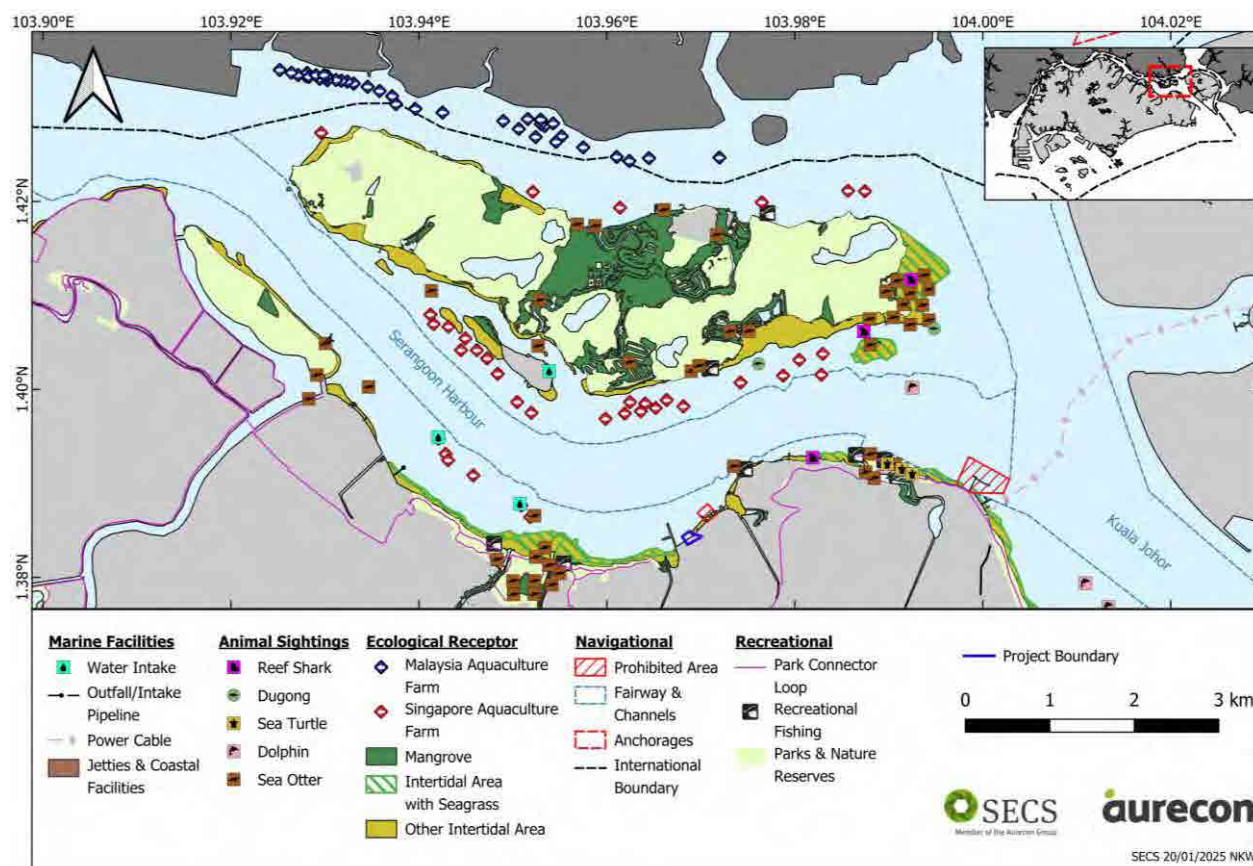 103.90°E
103.92°E
103.94°E
103.96°E
103.98°E
104.00°E
104.02°E
1.42°N
1.40°N
1.38°N
Serangoon Harbour
Kuala Johor
Marine Facilities
Water Intake
Outfall/Intake
Pipeline
Power Cable
Jetties & Coastal
Facilities
Animal Sightings
Reef Shark
Dugong
Sea Turtle
Dolphin
Sea Otter
Ecological Receptor
Malaysia Aquaculture
Farm
Singapore Aquaculture
Farm
Mangrove
Intertidal Area
with Seagrass
Other Intertidal Area
Navigational
Prohibited Area
Fairway &
Channels
Anchorages
International
Boundary
Recreational
Park Connector
Loop
Recreational
Fishing
Parks & Nature
Reserves
Project Boundary
0 1 2 3 km
SECS
Member of the Aurecon Group
aurecon
SECS 20/01/2025 NKW